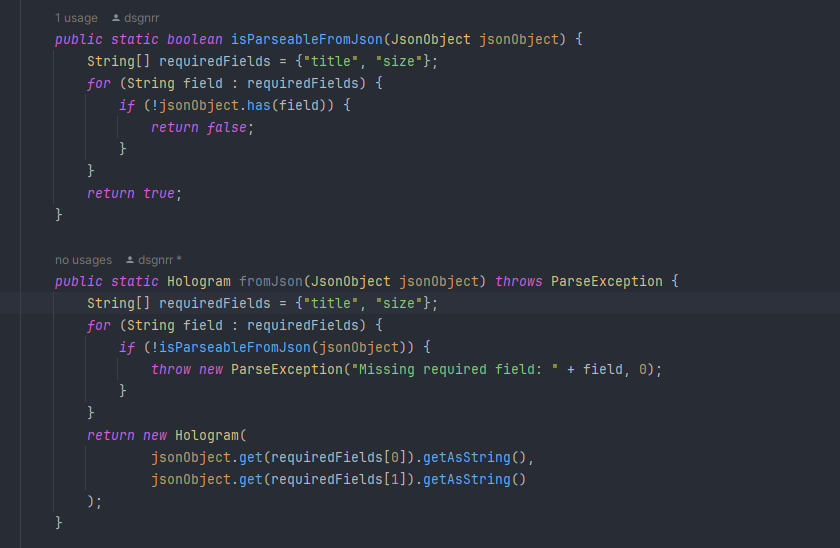 1 usage dsgnrr
public static boolean isParseableFromJson(JsonObject jsonObject) {
String[] requiredFields = {"title", "size"};
for (String field : requiredFields) {
if (!jsonObject.has(field)) {
return false;
}
}
return true;
}
no usages dsgnrr *
public static Hologram fromJson(JsonObject jsonObject) throws ParseException {
String[] requiredFields = {"title", "size"};
for (String field : requiredFields) {
if (!isParseableFromJson(jsonObject)) {
throw new ParseException("Missing required field: " + field, 0);
}
}
return new Hologram(
jsonObject.get(requiredFields[0]).getAsString(),
jsonObject.get(requiredFields[1]).getAsString()
);
}